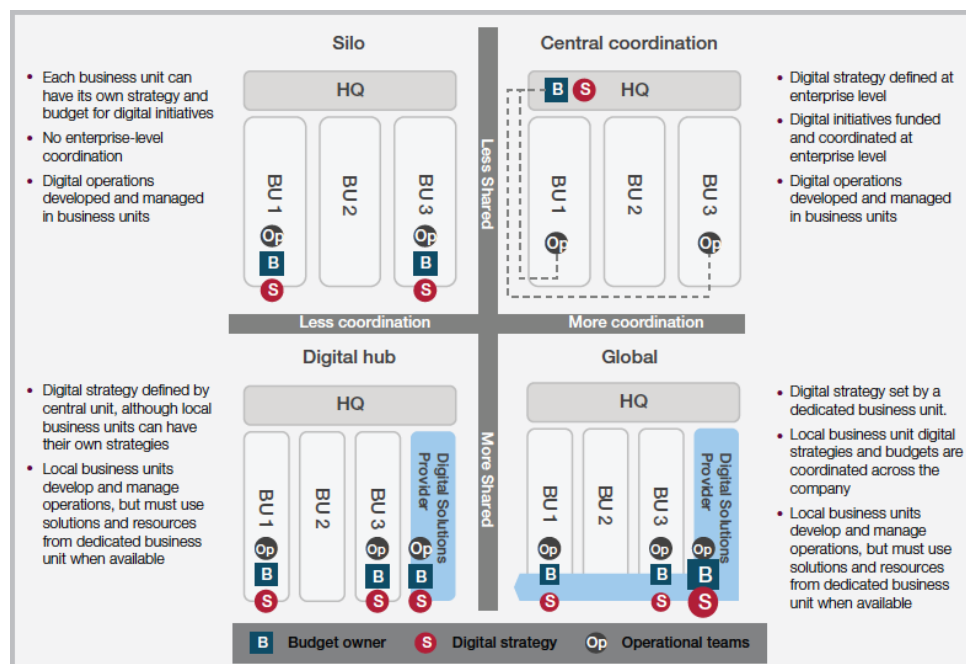 Silo
• Each business unit can
have its own strategy and
budget for digital initiatives
• No enterprise-level
coordination
• Digital operations
developed and managed
in business units
HQ
BU 1
BU 2
BU 3
Op
B
S
Op
B
S
Central coordination
B S HQ
BU 1
BU 2
BU 3
Op
Op
• Digital strategy defined at
enterprise level
• Digital initiatives funded
and coordinated at
enterprise level
• Digital operations
developed and managed
in business units
Less Shared
Less coordination
More coordination
More Shared
Digital hub
• Digital strategy defined by
central unit, although local
business units can have
their own strategies
• Local business units
develop and manage
operations, but must use
solutions and resources
from dedicated business
unit when available
HQ
BU 1
BU 2
BU 3
Digital Solutions
Provider
Op
B
S
Op
B
S
Op
B
S
Global
HQ
BU 1
BU 2
BU 3
Digital Solutions
Provider
Op
B
S
Op
B
S
Op
B
S
• Digital strategy set by a
dedicated business unit.
• Local business unit digital
strategies and budgets are
coordinated across the
company
• Local business units
develop and manage
operations, but must use
solutions and resources
from dedicated business
unit when available
B Budget owner S Digital strategy Op Operational teams